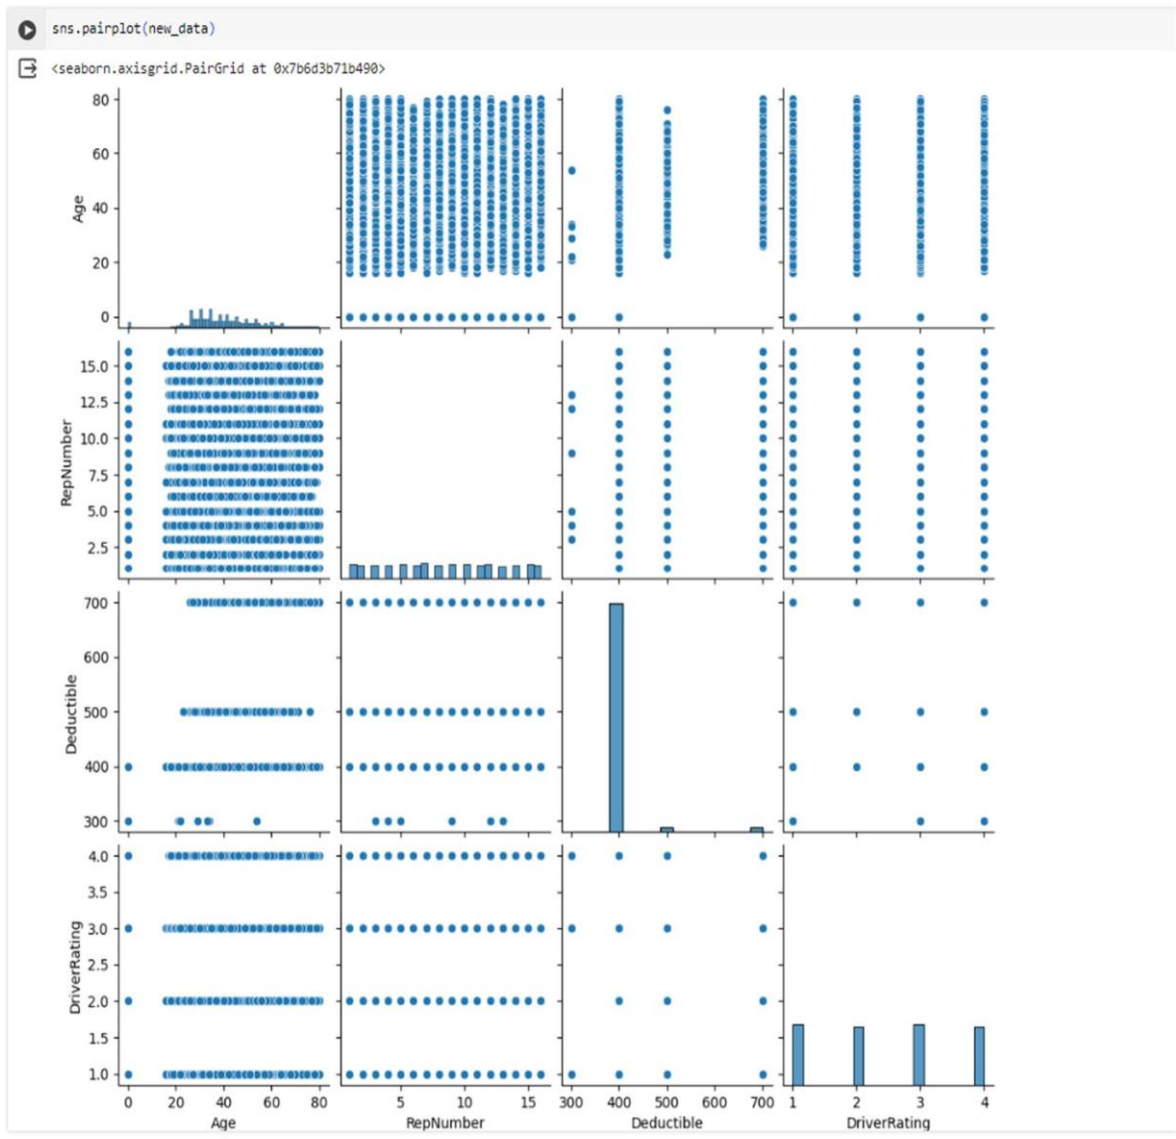 sns.pairplot(new_data)
<seaborn.axisgrid.PairGrid at 0x7b6d3b71b490>
80
60
40
20
0
Age
15.0
12.5
10.0
7.5
5.0
2.5
RepNumber
700
600
500
400
300
Deductible
4.0
3.5
3.0
2.5
2.0
1.5
1.0
DriverRating
0 20 40 60 80 5 10 15 300 400 500 600 700 1 2 3 4
Age RepNumber Deductible DriverRating